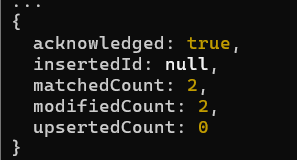 ...
{
  acknowledged: true,
  insertedId: null,
  matchedCount: 2,
  modifiedCount: 2,
  upsertedCount: 0
}